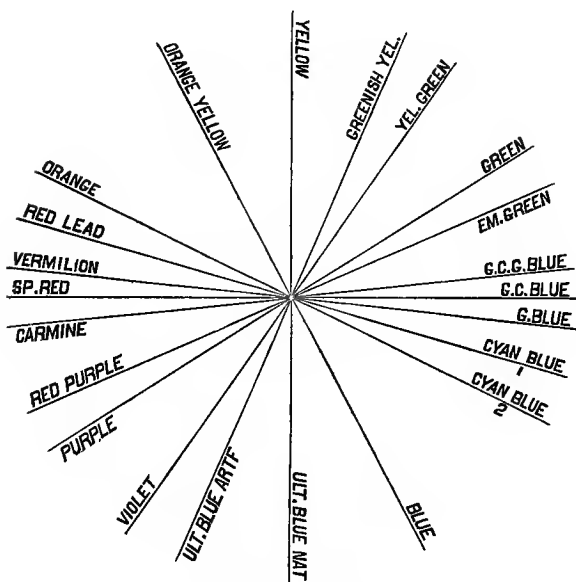 YELLOW
GREENISH YEL.
YEL. GREEN
GREEN
EM. GREEN
G.C.G. BLUE
G.C. BLUE
G. BLUE
CYAN BLUE
1
CYAN BLUE
2
BLUE
ULT. BLUE NAT
ULT. BLUE ARTF
VIOLET
PURPLE
RED PURPLE
CARMINE
SP. RED
VERMILION
RED LEAD
ORANGE
ORANGE YELLOW